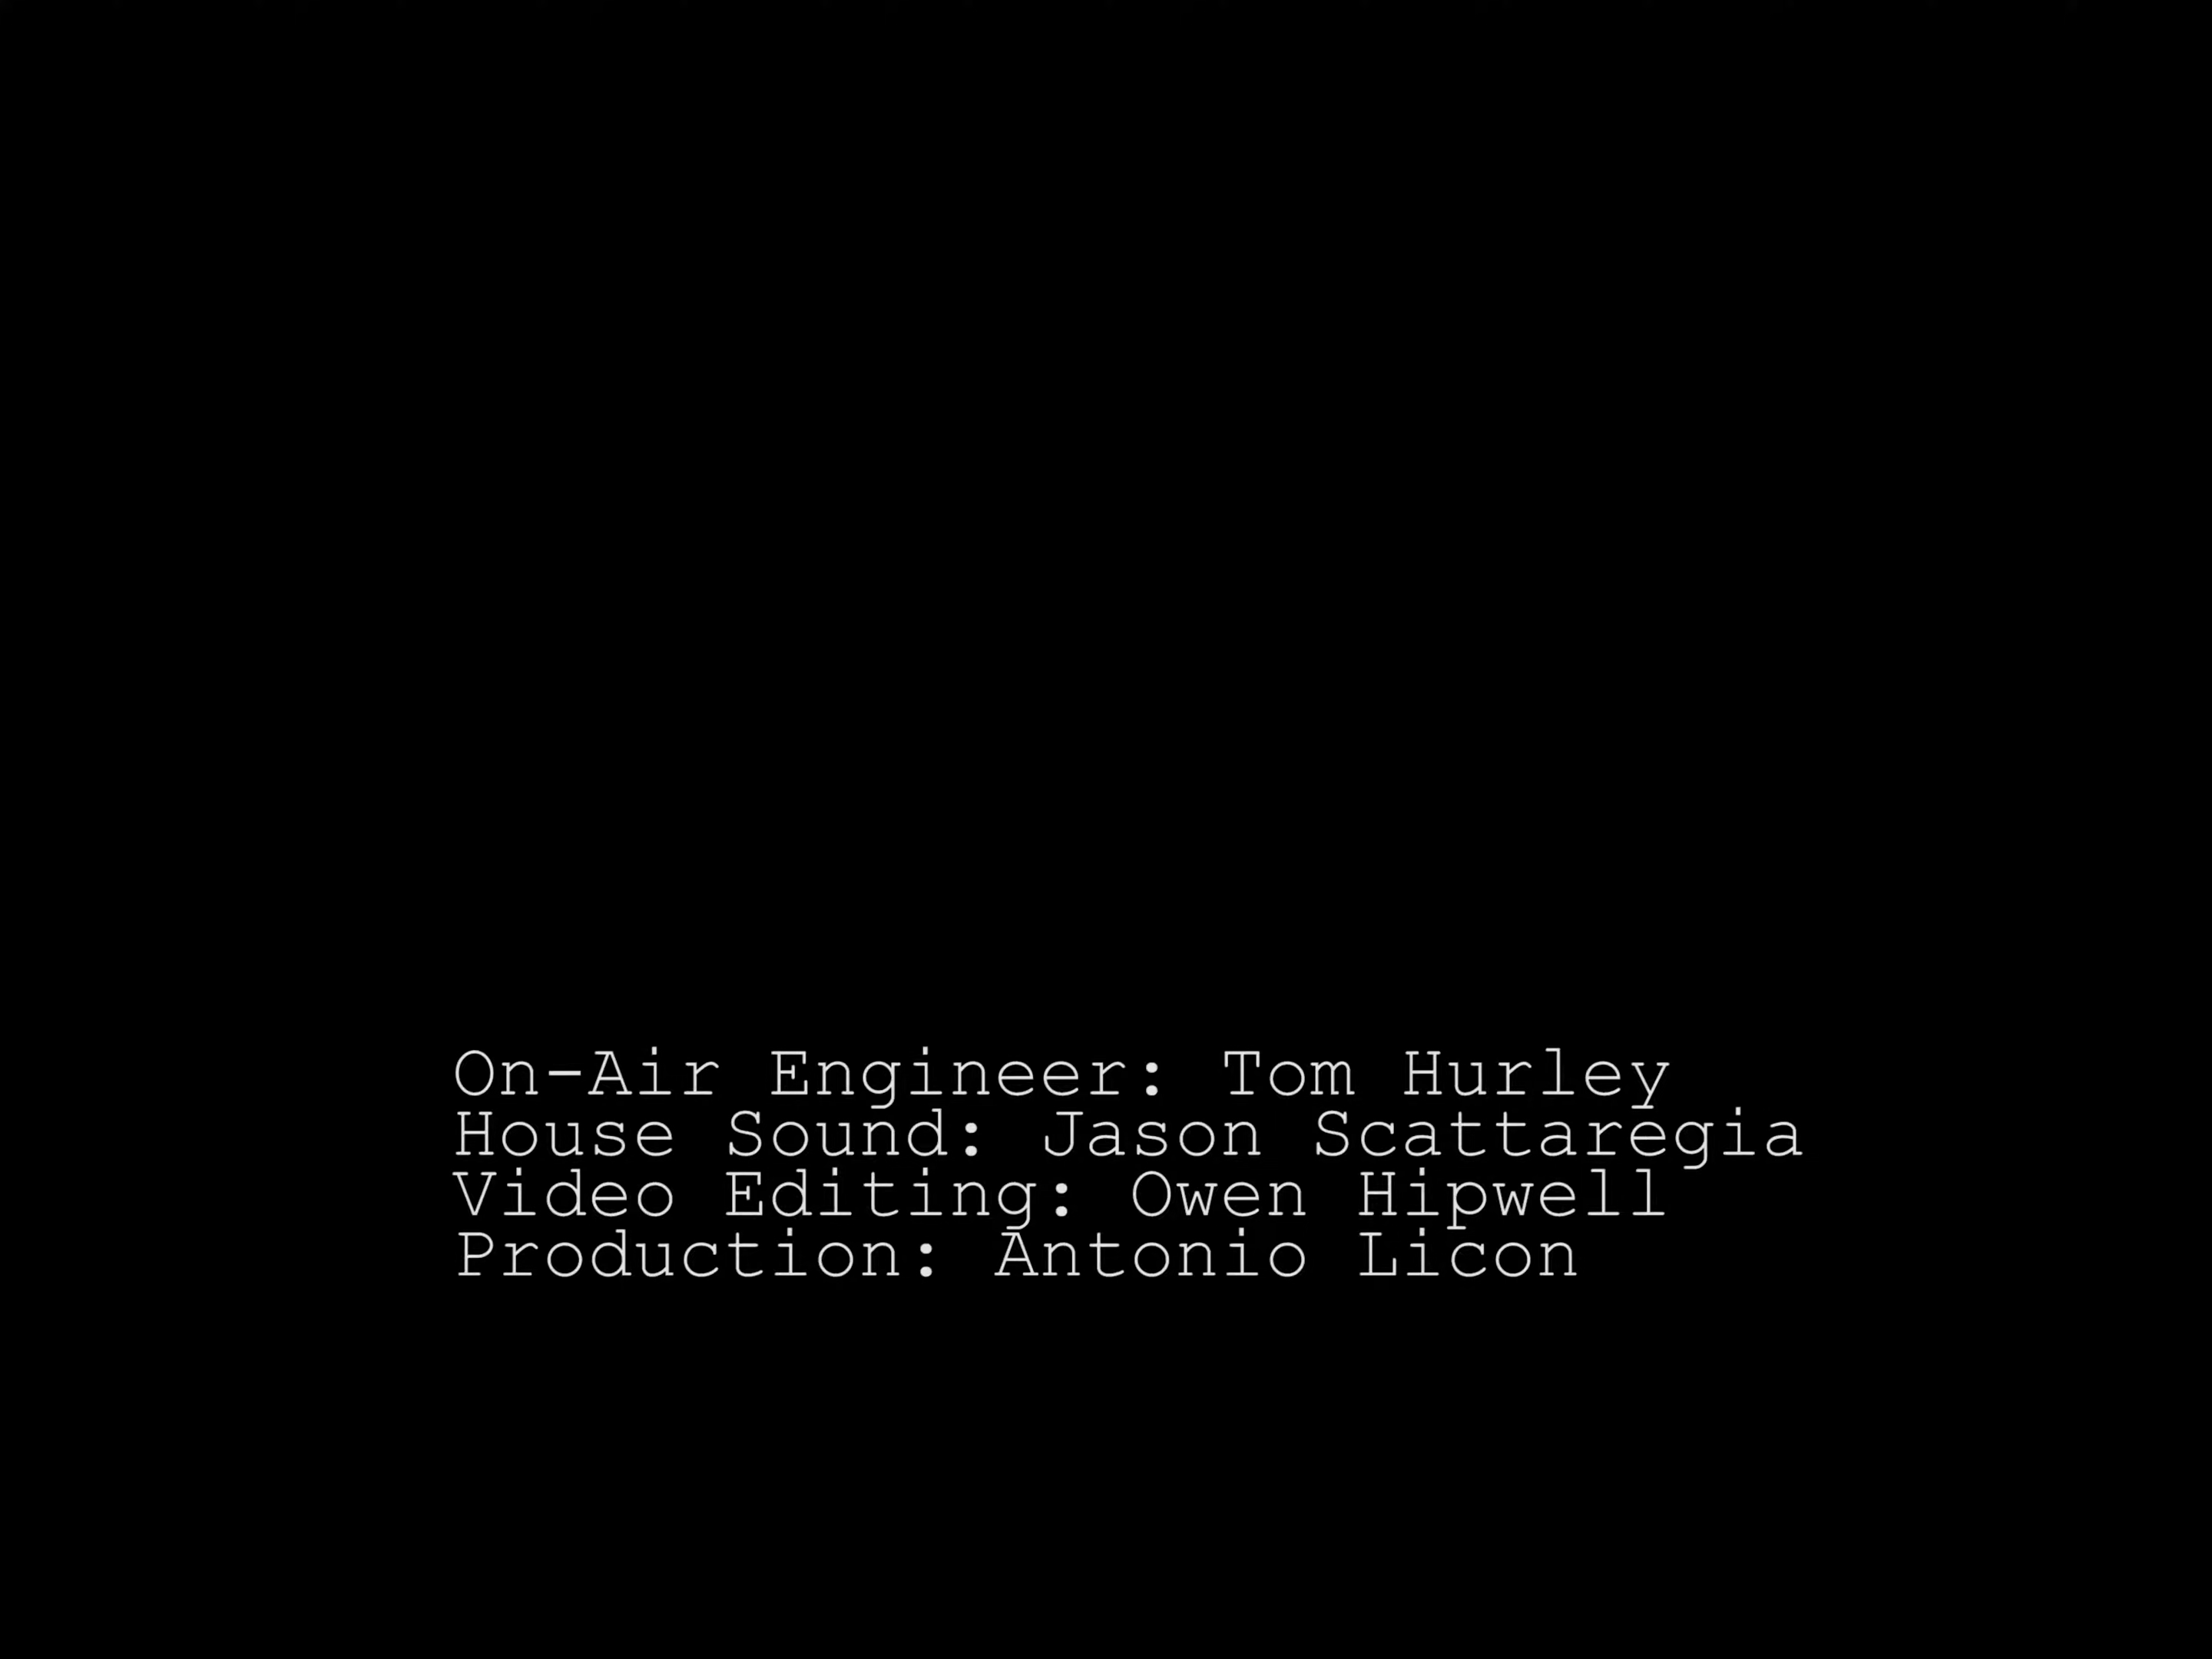 On-Air Engineer: Tom Hurley
House Sound: Jason Scattaregia
Video Editing: Owen Hipwell
Production: Antonio Licon